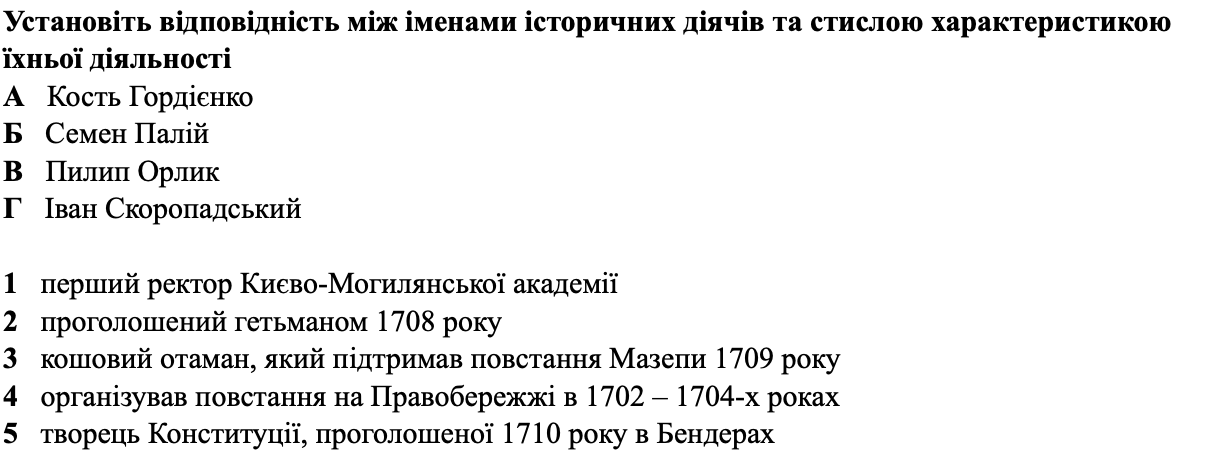 Установіть відповідність між іменами історичних діячів та стислою характеристикою
їхньої діяльності
А Кость Гордієнко
Б Семен Палій
В Пилип Орлик
Г Іван Скоропадський
1 перший ректор Києво-Могилянської академії
2 проголошений гетьманом 1708 року
3 кошовий отаман, який підтримав повстання Мазепи 1709 року
4 організував повстання на Правобережжі в 1702 – 1704-х роках
5 творець Конституції, проголошеної 1710 року в Бендерах